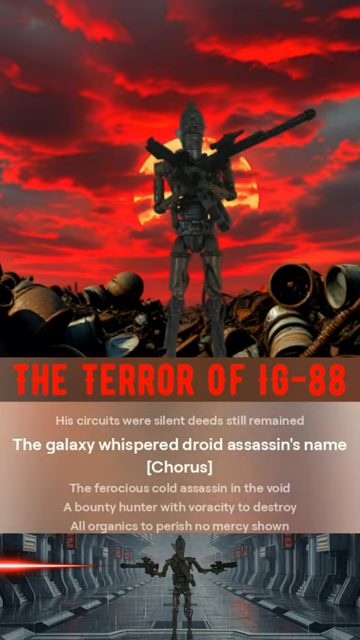 THE TERROR OF IG-88
His circuits were silent deeds still remained
The galaxy whispered droid assassin's name
[Chorus]
The ferocious cold assassin in the void
A bounty hunter with voracity to destroy
All organics to perish no mercy shown